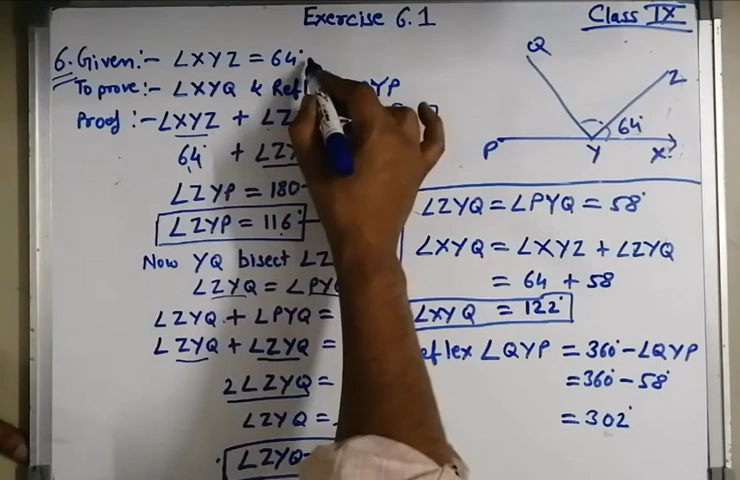 Exercise 6.1
Class IX
6. Given:- ∠XYZ = 64°
To prove:- ∠XYQ & Ref YP
Proof :- ∠XYZ +
64° +
∠ZYP = 180-
∠ZYP = 116°
Now YQ bisect
∠ZYQ =
∠ZYQ + ∠PYQ =
∠ZYQ + ∠ZYQ =
2∠ZYQ =
∠ZYQ =
∠ZYQ
Q
Z
64°
P
Y
X
∠ZYQ = ∠PYQ = 58°
∠XYQ = ∠XYZ + ∠ZYQ
= 64 + 58
∠XYQ = 122°
eflex ∠QYP = 360° - ∠QYP
= 360° - 58°
= 302°